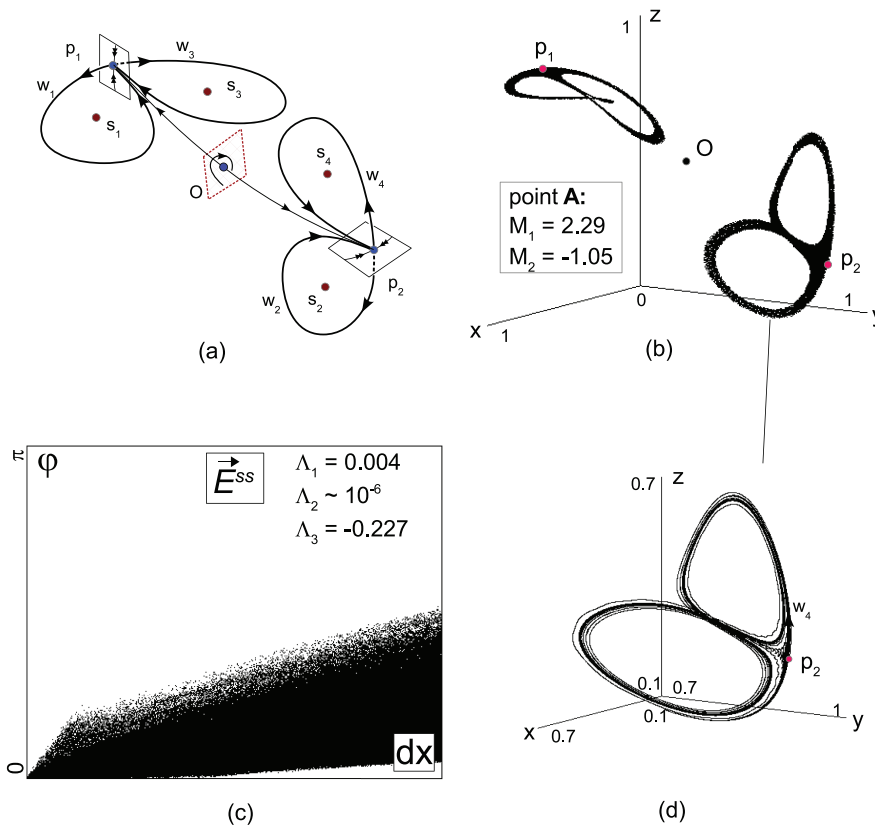 p₁
w₃
w₁
s₁
s₃
s₄
O
w₄
s₂
w₂
p₂
(a)
z
1
p₁
O
point A:
M₁ = 2.29
M₂ = -1.05
p₂
x
1
0
1
y
(b)
π
φ
E^ss
Λ₁ = 0.004
Λ₂ ~ 10⁻⁶
Λ₃ = -0.227
0
dx
(c)
0.7
z
w₄
p₂
0.1
0.7
0.1
x
0.7
1
y
(d)